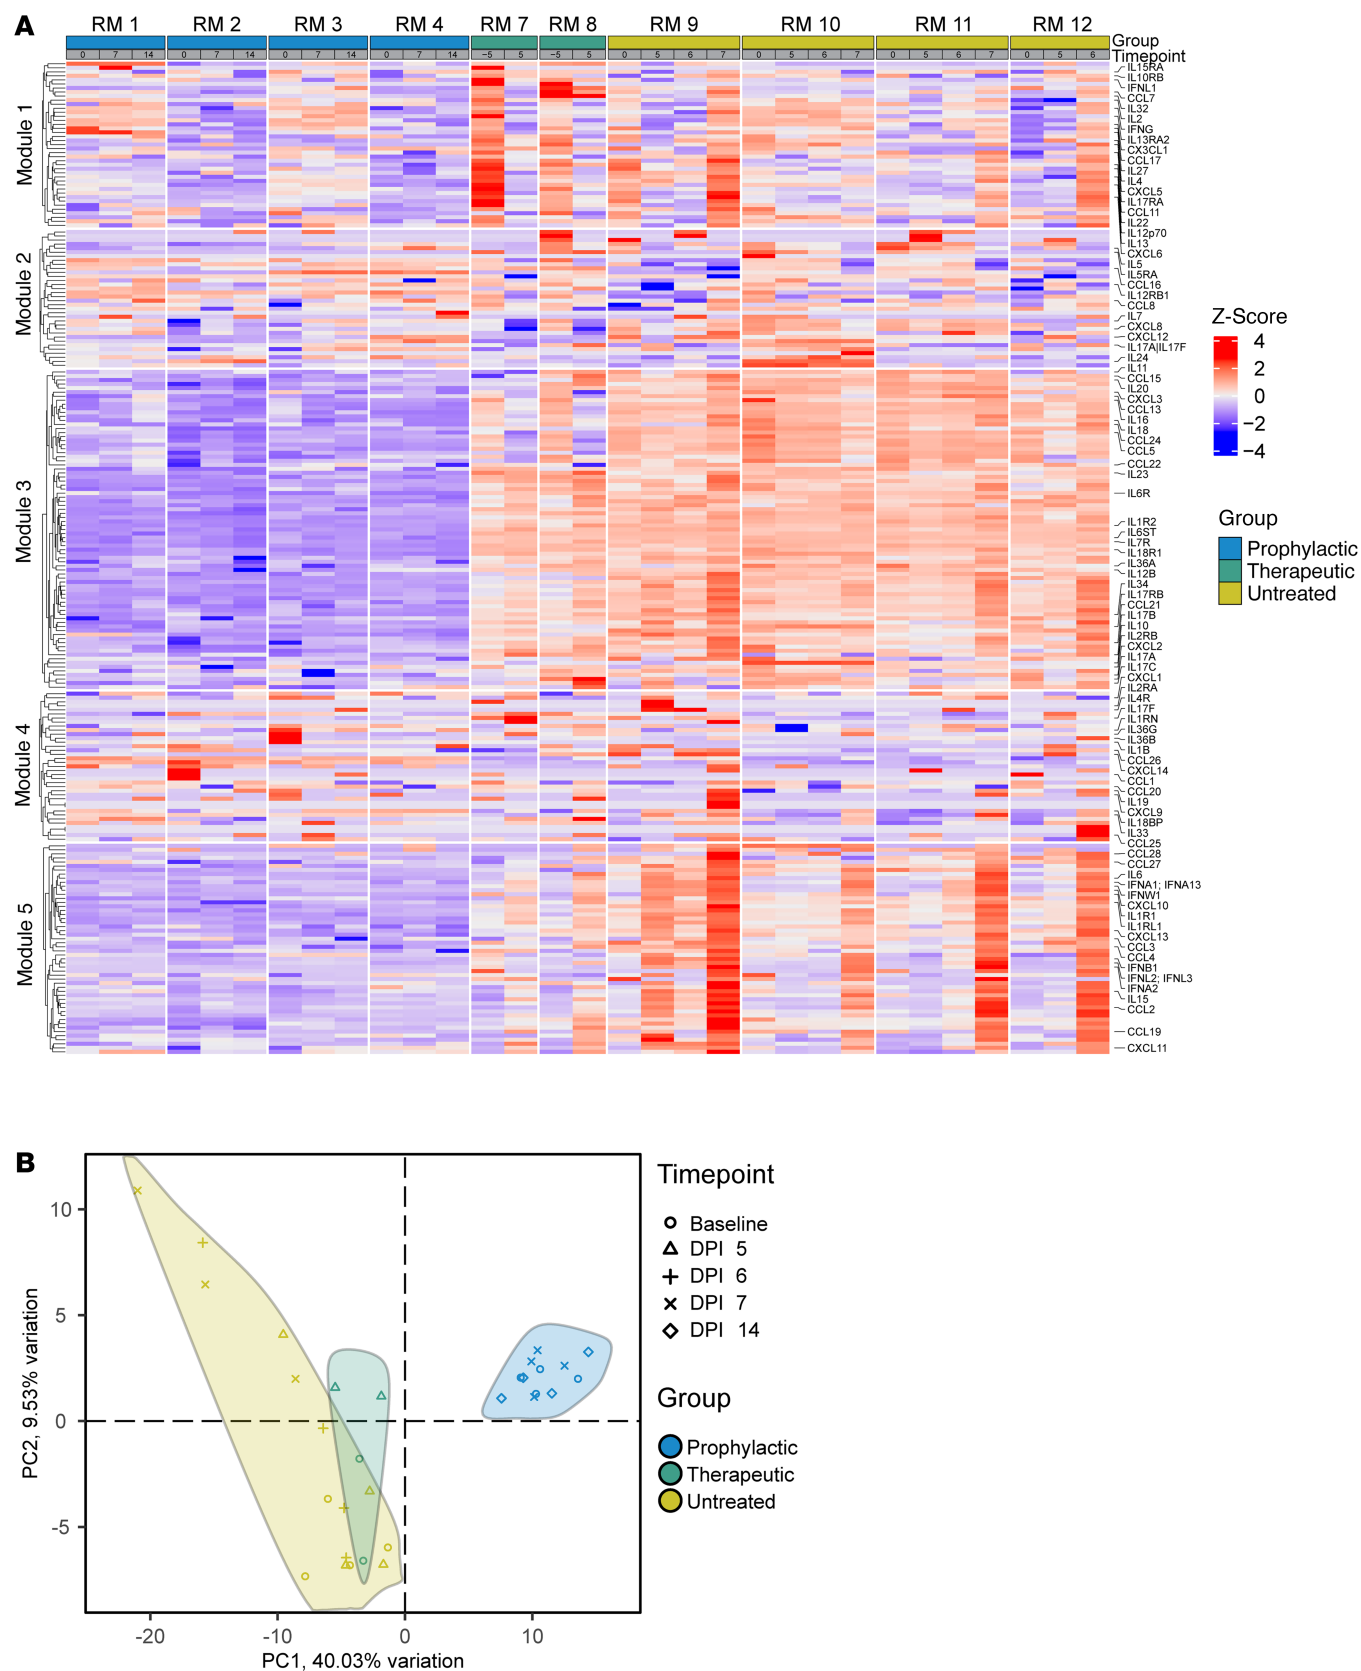 A
RM 1 RM 2 RM 3 RM 4 RM 7 RM 8 RM 9 RM 10 RM 11 RM 12
Group
0 7 14 0 7 14 0 7 14 0 7 14 −5 5 −5 5 0 5 6 7 0 5 6 7 0 5 6 7 0 5 6 Timepoint
Module 1
Module 2
Module 3
Module 4
Module 5
IL15RA
IL10RB
IFNL1
CCL7
IL32
IL2
IFNG
IL13RA2
CX3CL1
CCL17
IL27
IL4
CXCL5
IL17RA
CCL11
IL22
IL12p70
IL13
CXCL6
IL5
IL5RA
CCL16
IL12RB1
CCL8
IL7
CXCL8
CXCL12
IL17A|IL17F
IL24
IL11
CCL15
IL20
CXCL3
CCL13
IL16
IL18
CCL24
CCL5
CCL22
IL23
IL6R
IL1R2
IL6ST
IL7R
IL18R1
IL36A
IL12B
IL34
IL17RB
CCL21
IL17B
IL10
IL2RB
CXCL2
IL17A
IL17C
CXCL1
IL2RA
IL4R
IL17F
IL1RN
IL36G
IL36B
IL1B
CCL26
CXCL14
CCL1
CCL20
IL19
CXCL9
IL18BP
IL33
CCL25
CCL28
CCL27
IL6
IFNA1; IFNA13
IFNW1
CXCL10
IL1R1
IL1RL1
CXCL13
CCL3
CCL4
IFNB1
IFNL2; IFNL3
IFNA2
IL15
CCL2
CCL19
CXCL11
Z-Score
4
2
0
−2
−4
Group
Prophylactic
Therapeutic
Untreated
B
PC2, 9.53% variation
10
5
0
-5
-20 -10 0 10
PC1, 40.03% variation
Timepoint
Baseline
DPI 5
DPI 6
DPI 7
DPI 14
Group
Prophylactic
Therapeutic
Untreated